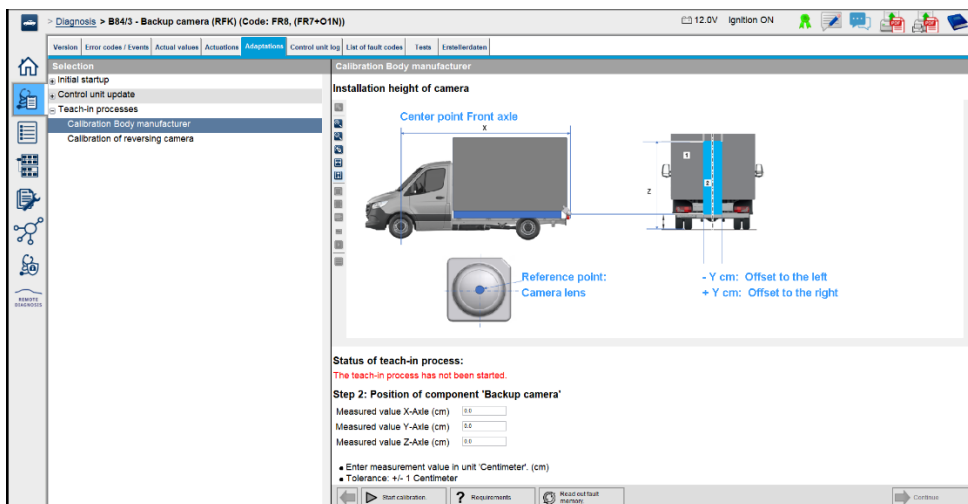 > Diagnosis > B84/3 - Backup camera (RFK) (Code: FR8, (FR7+O1N))
12.0V Ignition ON
Version Error codes / Events Actual values Actuations Adaptations Control unit log List of fault codes Tests Erstellerdaten
Selection
Initial startup
Control unit update
Teach-in processes
Calibration Body manufacturer
Calibration of reversing camera
REMOTE
DIAGNOSIS
Calibration Body manufacturer
Installation height of camera
Center point Front axle
X
1
2
Z
Reference point:
Camera lens
- Y cm: Offset to the left
+ Y cm: Offset to the right
Status of teach-in process:
The teach-in process has not been started.
Step 2: Position of component 'Backup camera'
Measured value X-Axle (cm) 0.0
Measured value Y-Axle (cm) 0.0
Measured value Z-Axle (cm) 0.0
Enter measurement value in unit 'Centimeter'. (cm)
Tolerance: +/- 1 Centimeter
Start calibration.
? Requirements
Read out fault
memory.
Continue